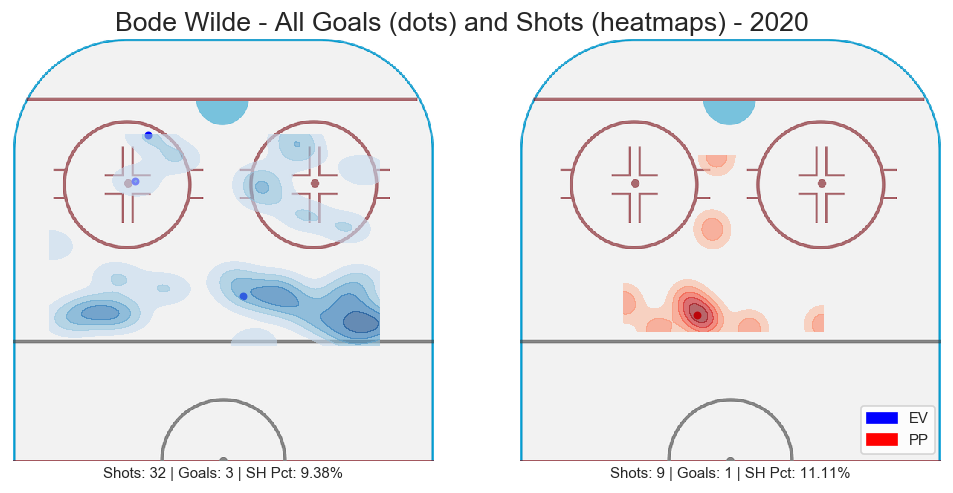 Bode Wilde - All Goals (dots) and Shots (heatmaps) - 2020
EV
PP
Shots: 32 | Goals: 3 | SH Pct: 9.38%
Shots: 9 | Goals: 1 | SH Pct: 11.11%